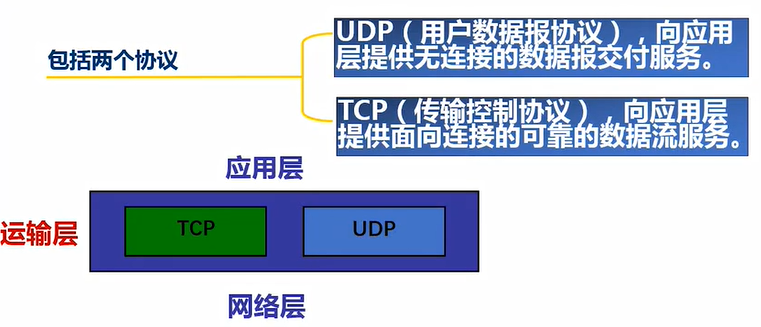 包括两个协议
UDP（用户数据报协议），向应用
层提供无连接的数据报交付服务。
TCP（传输控制协议），向应用层
提供面向连接的可靠的数据流服务。
应用层
运输层
TCP
UDP
网络层